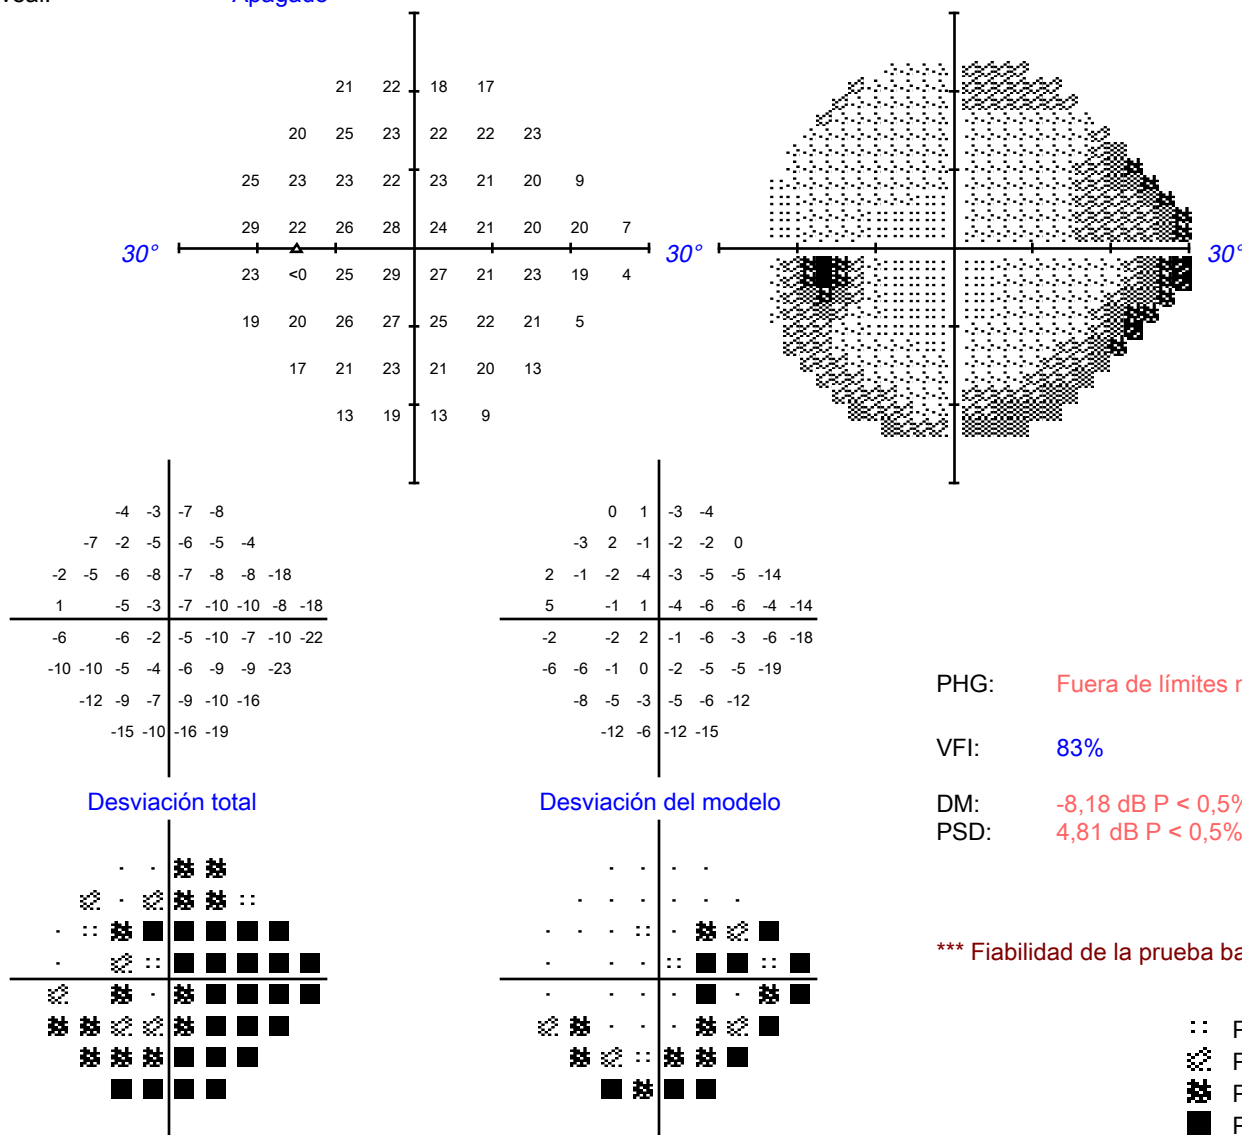 Apagado
21 22 18 17
20 25 23 22 22 23
25 23 23 22 23 21 20 9
29 22 26 28 24 21 20 20 7
30° 30° 30°
23 <0 25 29 27 21 23 19 4
19 20 26 27 25 22 21 5
17 21 23 21 20 13
13 19 13 9
-4 -3 -7 -8
-7 -2 -5 -6 -5 -4
-2 -5 -6 -8 -7 -8 -8 -18
1 -5 -3 -7 -10 -10 -8 -18
-6 -6 -2 -5 -10 -7 -10 -22
-10 -10 -5 -4 -6 -9 -9 -23
-12 -9 -7 -9 -10 -16
-15 -10 -16 -19
Desviación total
0 1 -3 -4
-3 2 -1 -2 -2 0
2 -1 -2 -4 -3 -5 -5 -14
5 -1 1 -4 -6 -6 -4 -14
-2 -2 2 -1 -6 -3 -6 -18
-6 -6 -1 0 -2 -5 -5 -19
-8 -5 -3 -5 -6 -12
-12 -6 -12 -15
Desviación del modelo
PHG: Fuera de límites
VFI: 83%
DM: -8,18 dB P < 0,5%
PSD: 4,81 dB P < 0,5%
*** Fiabilidad de la prueba
P
P
P
P